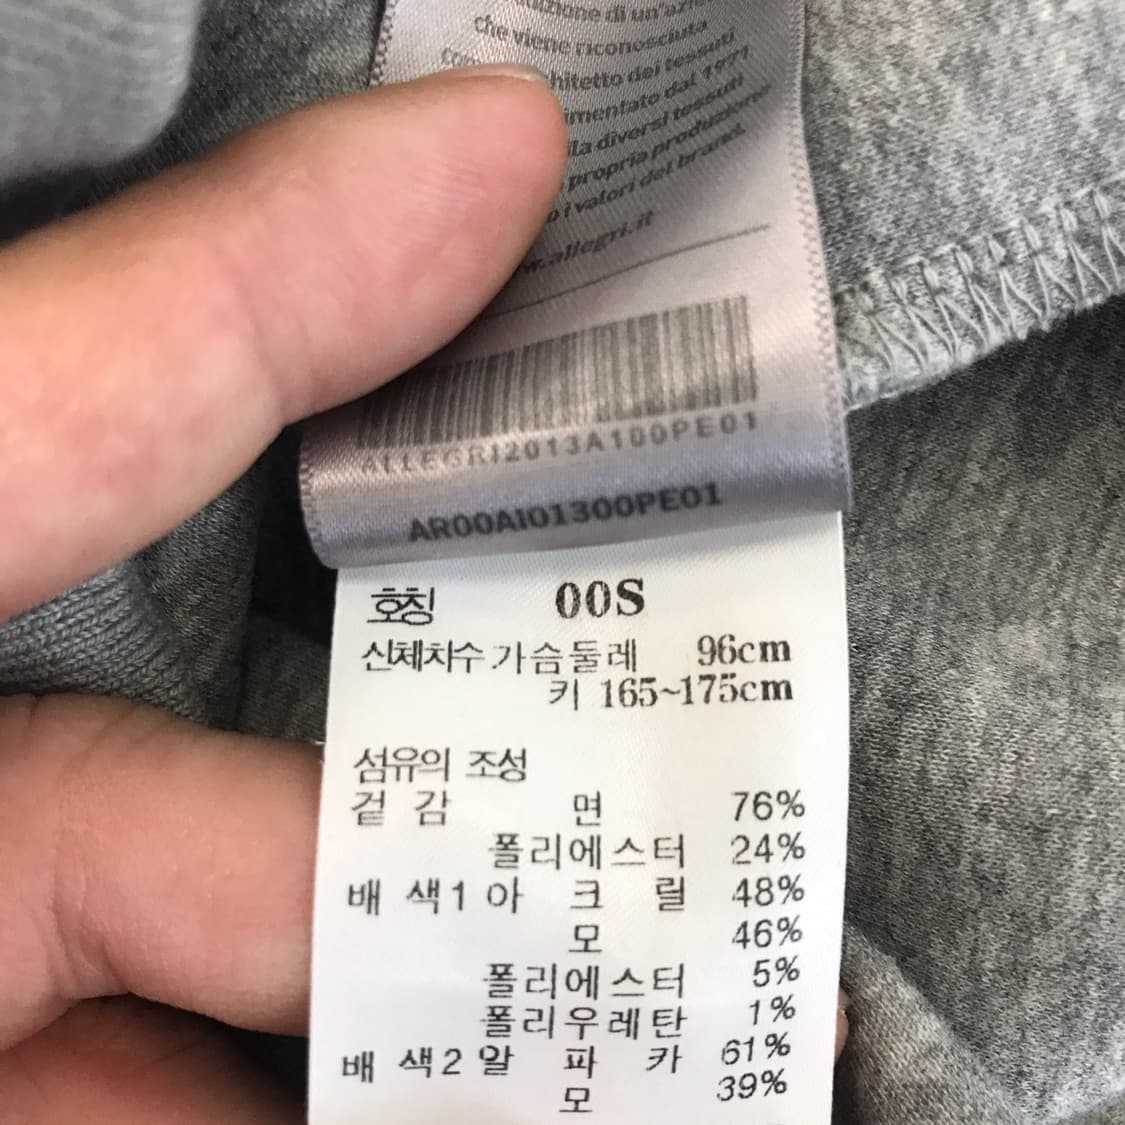 di un'
che viene riconosciuta
hitetto dei tessuti
imentato dal 1971
la diversi tessuti
propria produzione
i valori del brand.
w.allegri.it
ALLEGRI2013A100PE01
AR00AI01300PE01
호칭 00S
신체치수 가슴둘레 96cm
키 165~175cm
섬유의 조성
겉 감 면 76%
폴리에스터 24%
배 색1 아 크 릴 48%
모 46%
폴리에스터 5%
폴리우레탄 1%
배 색2 알 파 카 61%
모 39%